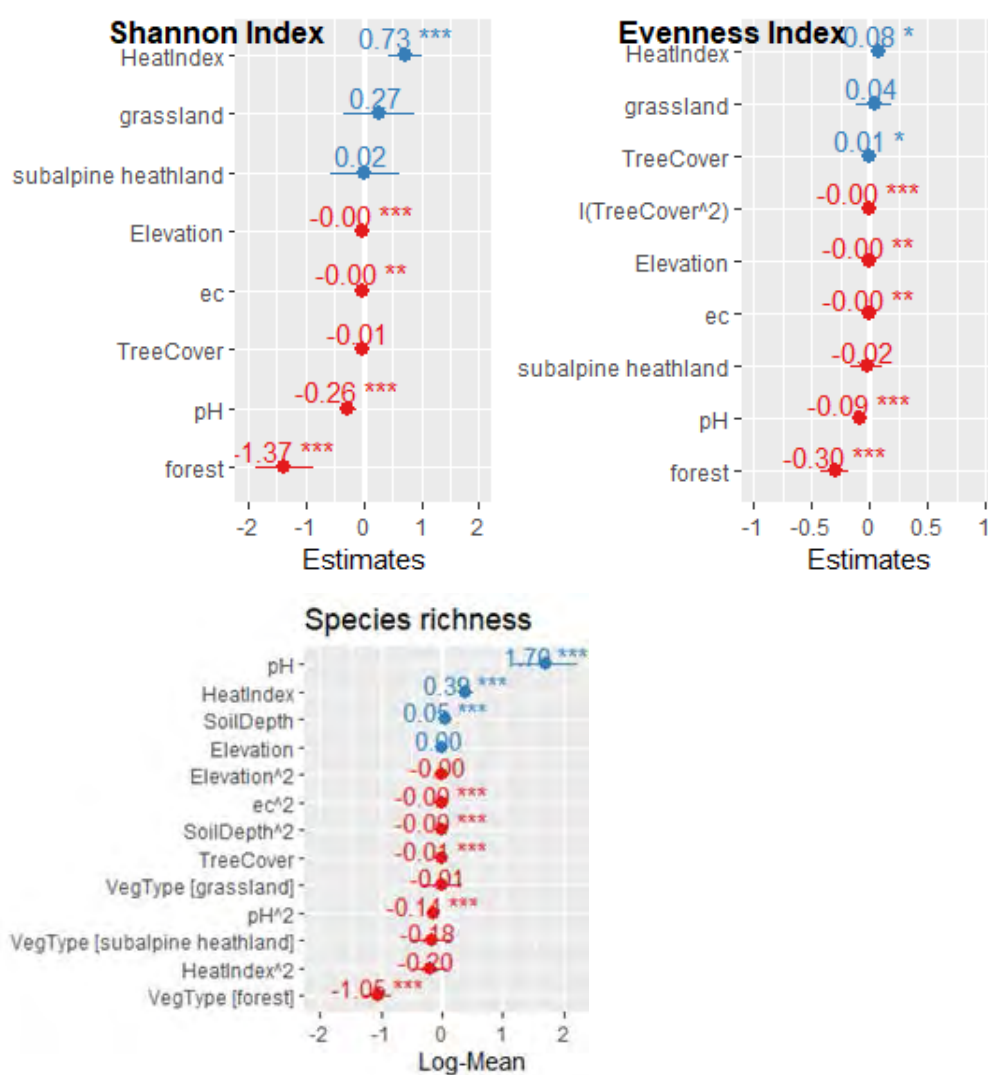 Shannon Index
HeatIndex 0.73 ***
grassland 0.27
subalpine heathland 0.02
Elevation -0.00 ***
ec -0.00 **
TreeCover -0.01
pH -0.26 ***
forest -1.37 ***
-2 -1 0 1 2
Estimates
Evenness Index
HeatIndex 0.08 *
grassland 0.04
TreeCover 0.01 *
I(TreeCover^2) -0.00 ***
Elevation -0.00 **
ec -0.00 **
subalpine heathland -0.02
pH -0.09 ***
forest -0.30 ***
-1 -0.5 0 0.5 1
Estimates
Species richness
pH 1.70 ***
HeatIndex 0.39 ***
SoilDepth 0.05 ***
Elevation 0.00
Elevation^2 -0.00
ec^2 -0.00 ***
SoilDepth^2 -0.00 ***
TreeCover -0.01 ***
VegType [grassland] -0.01
pH^2 -0.14 ***
VegType [subalpine heathland] -0.18
HeatIndex^2 -0.20
VegType [forest] -1.05 ***
-2 -1 0 1 2
Log-Mean